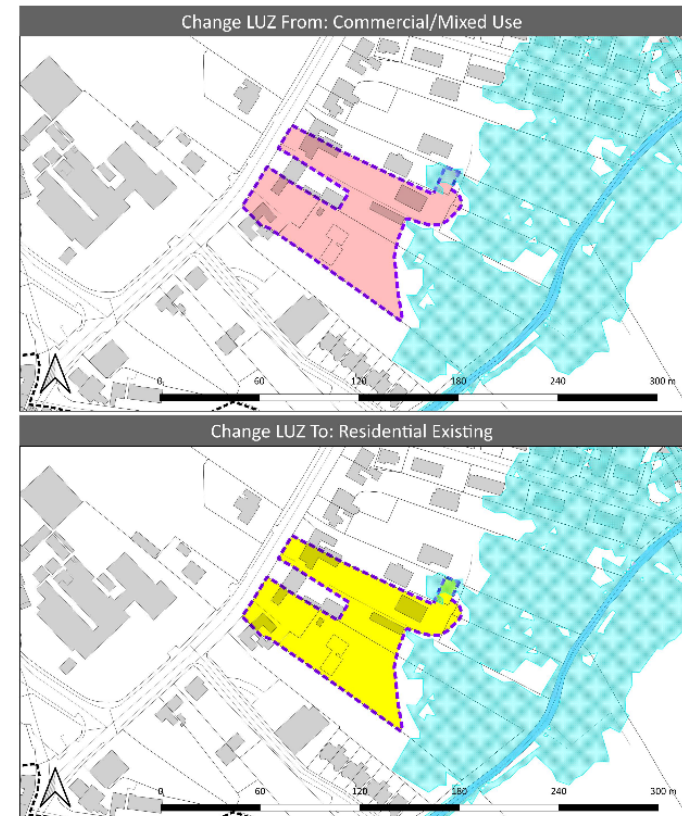 Change LUZ From: Commercial/Mixed Use
0 60 120 180 240 300 m
Change LUZ To: Residential Existing
0 60 120 180 240 300 m